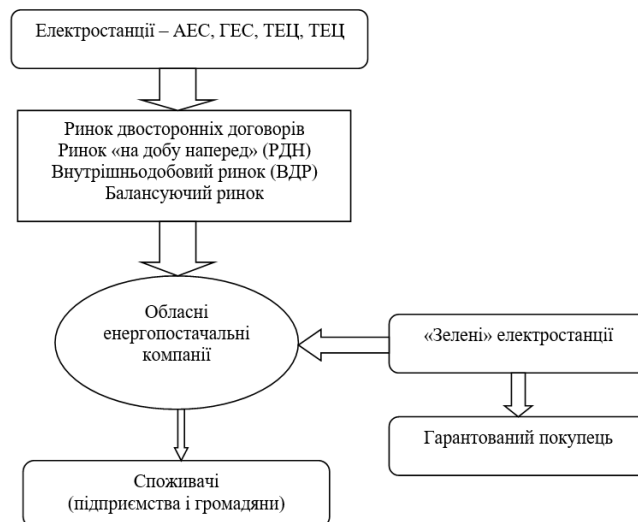 Електростанції – АЕС, ГЕС, ТЕЦ, ТЕЦ
Ринок двосторонніх договорів
Ринок «на добу наперед» (РДН)
Внутрішньодобовий ринок (ВДР)
Балансуючий ринок
Обласні
енергопостачальні
компанії
«Зелені» електростанції
Гарантований покупець
Споживачі
(підприємства і громадяни)